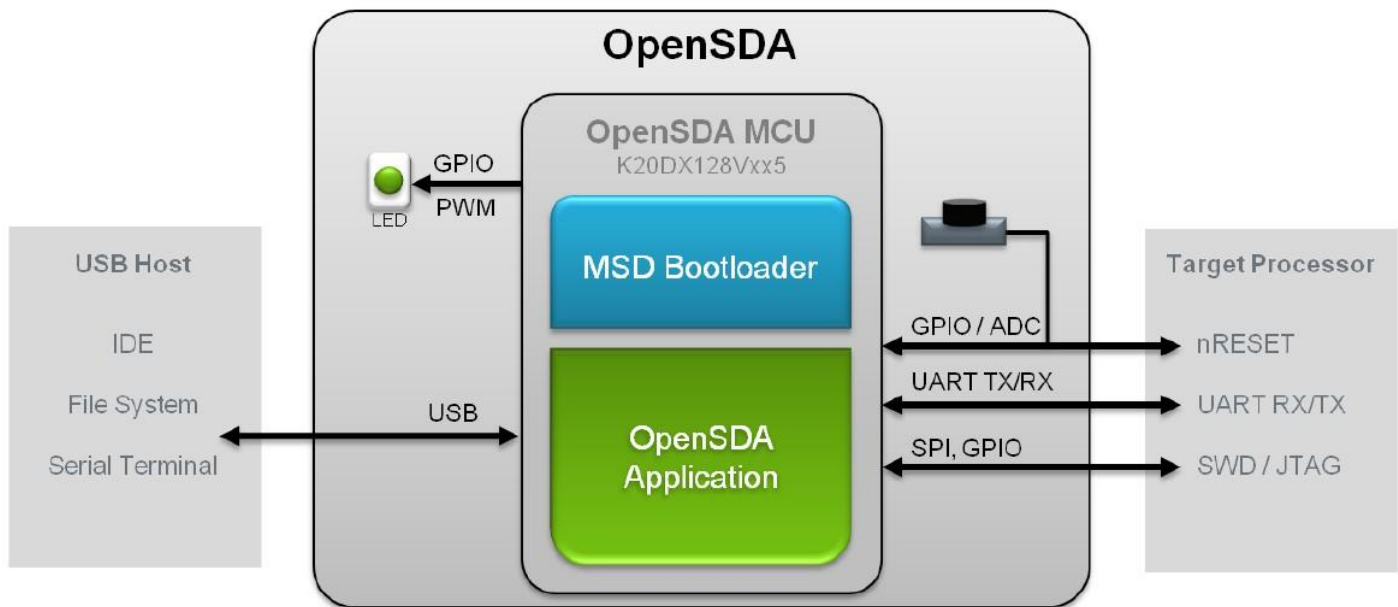 OpenSDA
OpenSDA MCU
K20DX128Vxx5
GPIO
PWM
LED
MSD Bootloader
USB Host
IDE
File System
Serial Terminal
USB
OpenSDA
Application
GPIO / ADC
UART TX/RX
SPI, GPIO
Target Processor
nRESET
UART RX/TX
SWD / JTAG